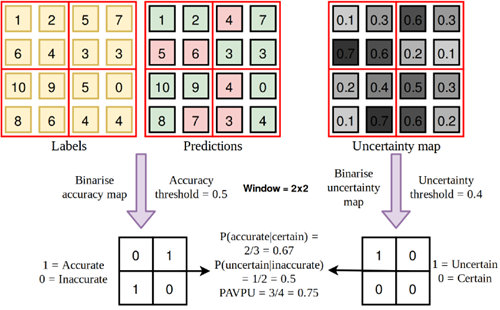 1 2 5 7
6 4 3 3
10 9 5 0
8 6 4 4
Labels
1 2 4 7
5 6 3 3
10 9 4 0
8 7 3 4
Predictions
0.1 0.3 0.6 0.3
0.7 0.6 0.2 0.1
0.2 0.4 0.5 0.3
0.1 0.7 0.6 0.2
Uncertainty map
Binarise
accuracy map
Accuracy
threshold = 0.5
Window = 2x2
Binarise
uncertainty
map
Uncertainty
threshold = 0.4
0 1
1 0
1 = Accurate
0 = Inaccurate
P(accurate|certain) =
2/3 = 0.67
P(uncertain|inaccurate)
= 1/2 = 0.5
PAVPU = 3/4 = 0.75
1 0
0 0
1 = Uncertain
0 = Certain